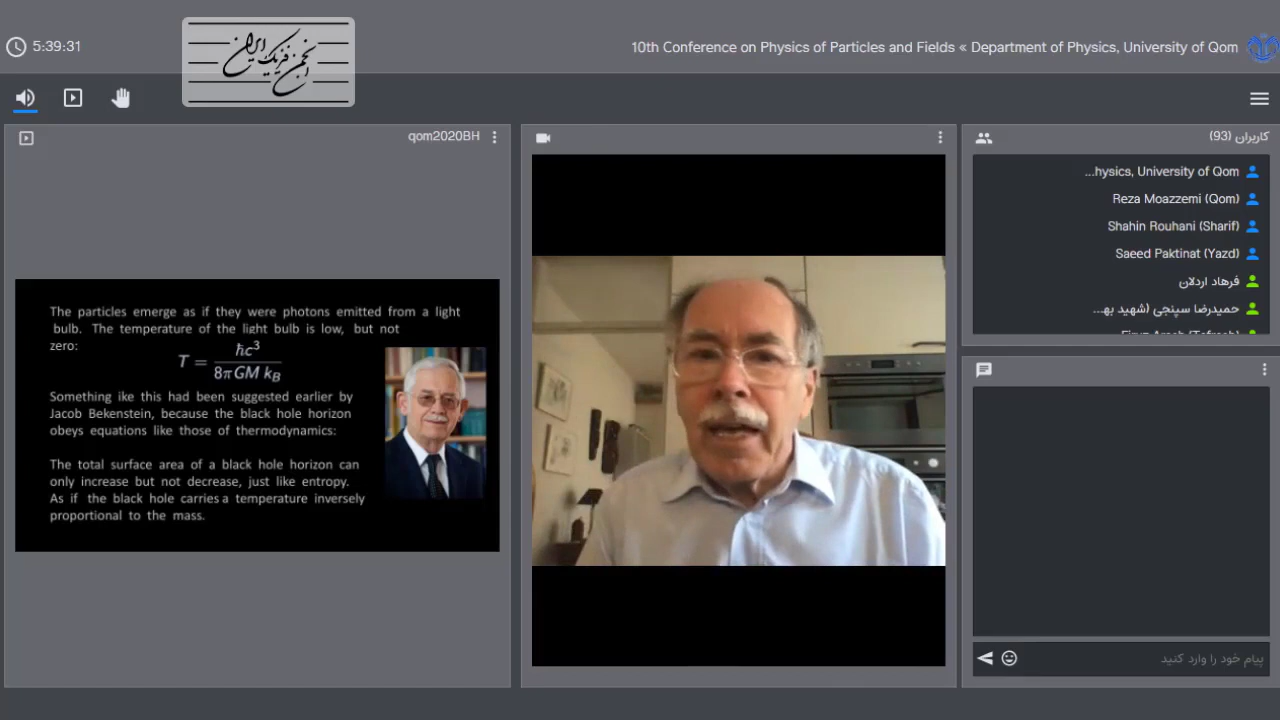 5:39:31
انجمن فیزیک ایران
10th Conference on Physics of Particles and Fields « Department of Physics, University of Qom
qom2020BH
The particles emerge as if they were photons emitted from a light
bulb. The temperature of the light bulb is low, but not
zero:
T = ħc³ / 8πGM k_B
Something ike this had been suggested earlier by
Jacob Bekenstein, because the black hole horizon
obeys equations like those of thermodynamics:
The total surface area of a black hole horizon can
only increase but not decrease, just like entropy.
As if the black hole carries a temperature inversely
proportional to the mass.
کاربران (93)
...hysics, University of Qom
Reza Moazzemi (Qom)
Shahin Rouhani (Sharif)
Saeed Paktinat (Yazd)
فرهاد اردلان
حمیدرضا سپنجی (شهید بهـ...
پیام خود را وارد کنید